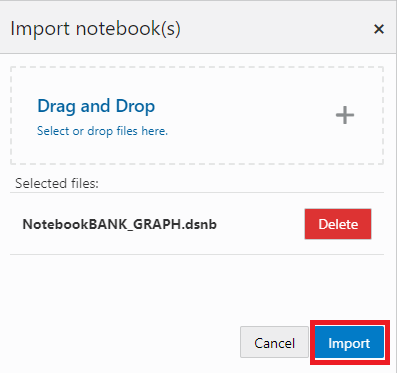 Import notebook(s)
Drag and Drop
Select or drop files here.
Selected files:
NotebookBANK_GRAPH.dsnb
Delete
Cancel
Import